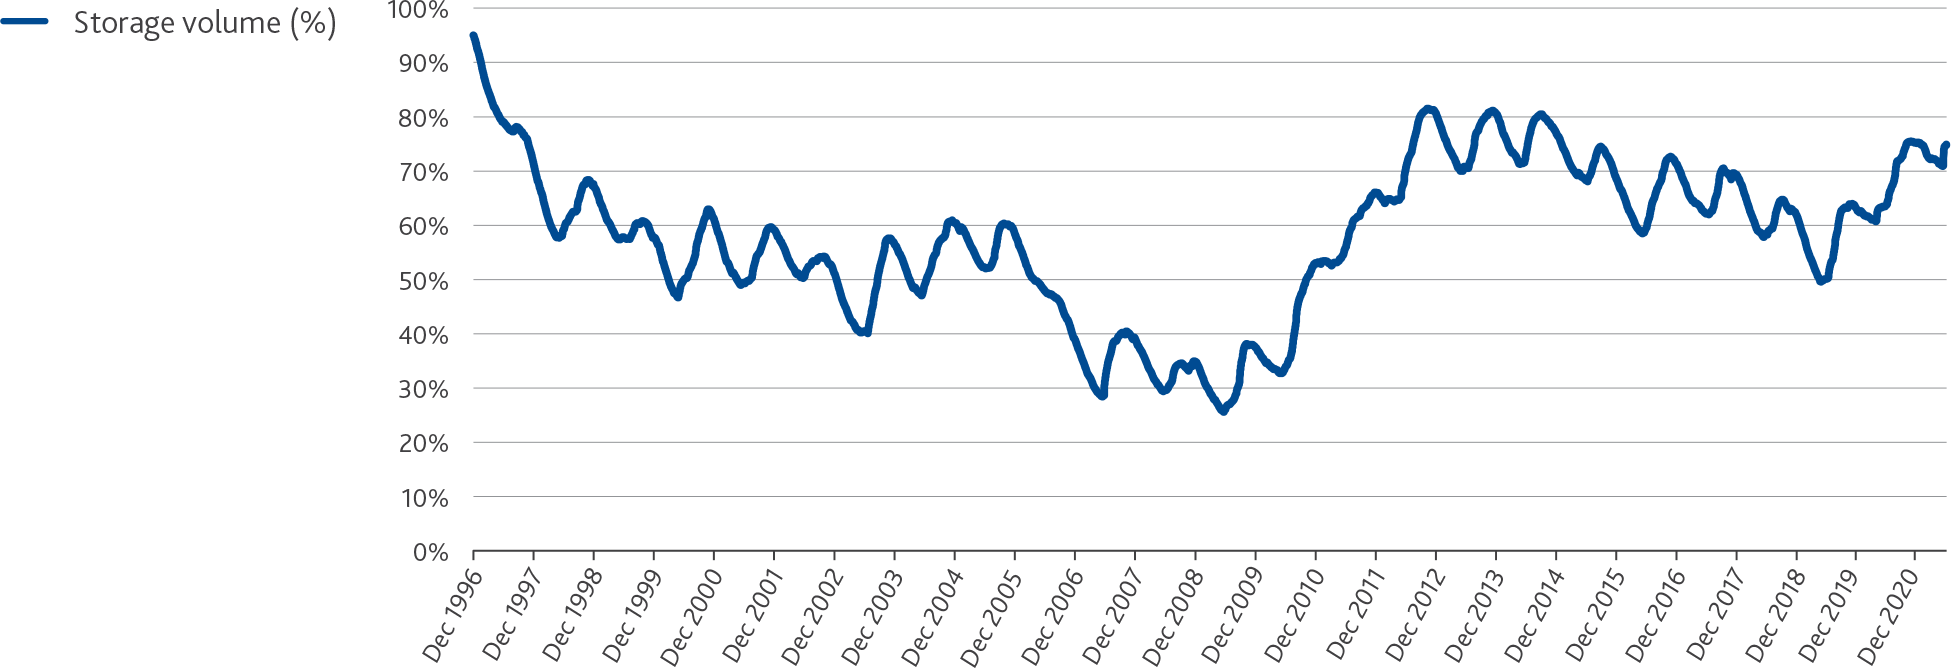 Storage volume (%)
100%
90%
80%
70%
60%
50%
40%
30%
20%
10%
0%
Dec 1996
Dec 1997
Dec 1998
Dec 1999
Dec 2000
Dec 2001
Dec 2002
Dec 2003
Dec 2004
Dec 2005
Dec 2006
Dec 2007
Dec 2008
Dec 2009
Dec 2010
Dec 2011
Dec 2012
Dec 2013
Dec 2014
Dec 2015
Dec 2016
Dec 2017
Dec 2018
Dec 2019
Dec 2020